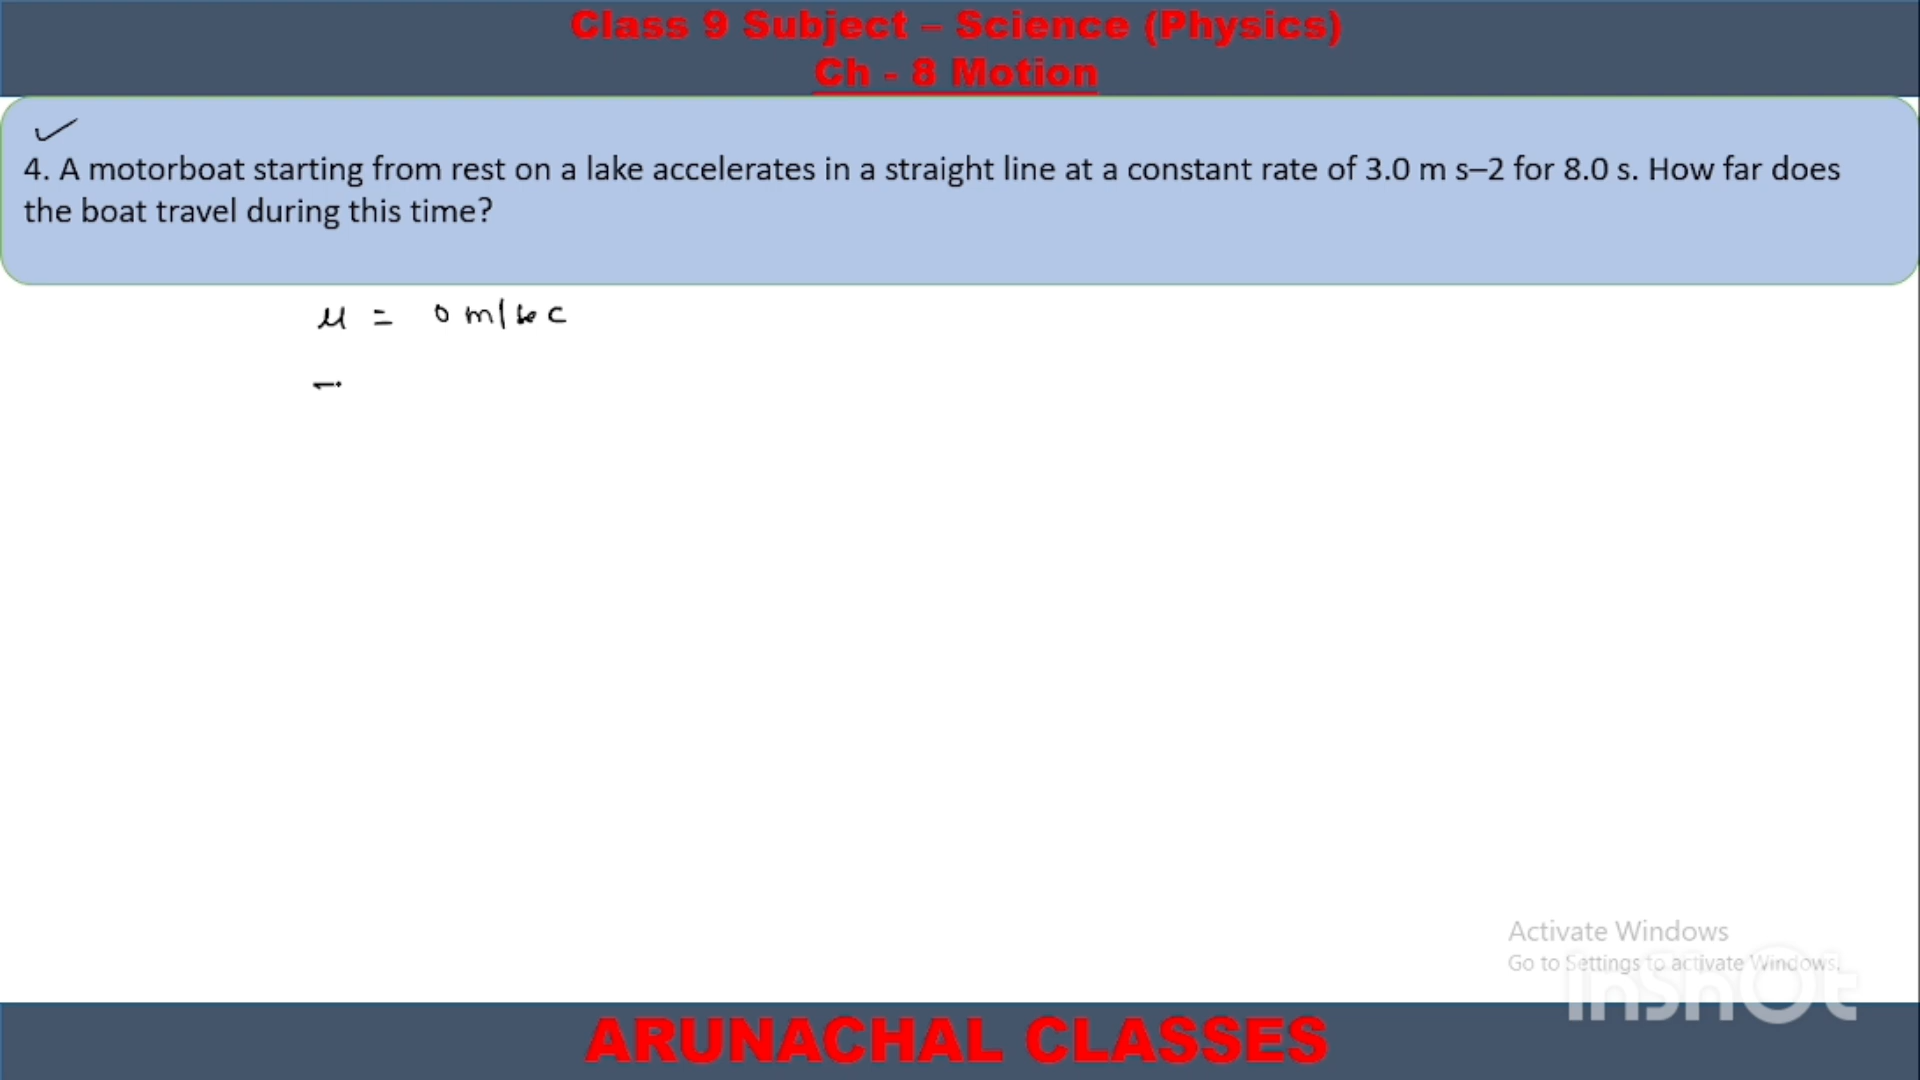 Class 9 Subject – Science (Physics)
Ch - 8 Motion
4. A motorboat starting from rest on a lake accelerates in a straight line at a constant rate of 3.0 m s–2 for 8.0 s. How far does
the boat travel during this time?
u = 0 m/sec
Activate Windows
Go to Settings to activate Windows.
InShOt
ARUNACHAL CLASSES